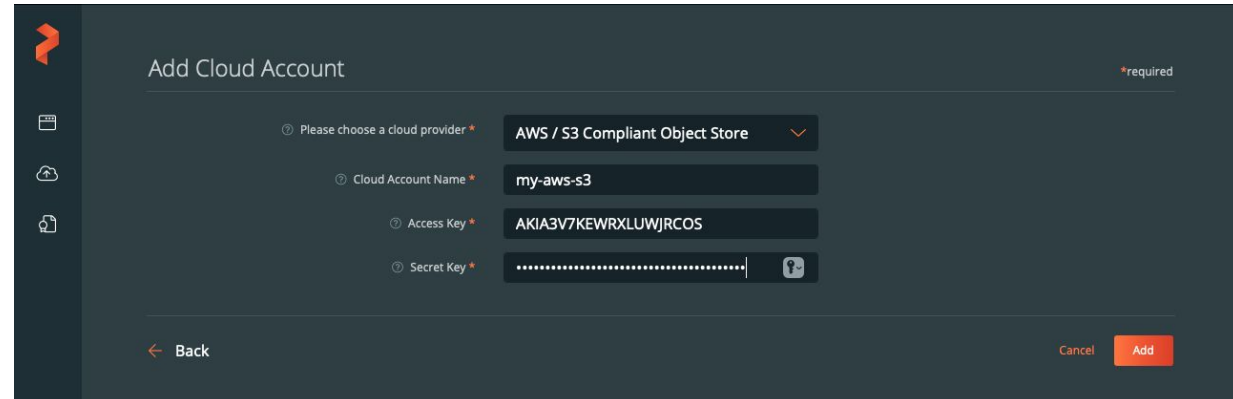 Add Cloud Account
*required
Please choose a cloud provider *
AWS / S3 Compliant Object Store
Cloud Account Name *
my-aws-s3
Access Key *
AKIA3V7KEWRXLUWJRCOS
Secret Key *
••••••••••••••••••••••••••••••••••••••••
Back
Cancel
Add